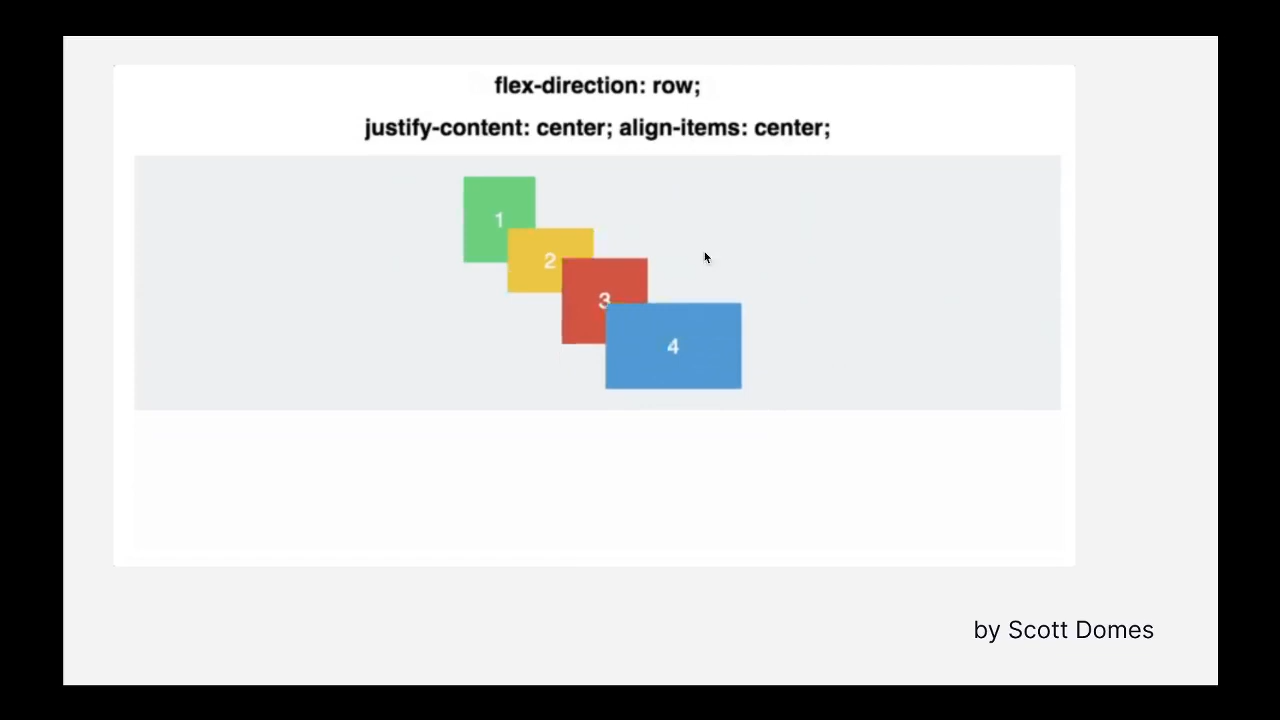 flex-direction: row;
justify-content: center; align-items: center;
1
2
3
4
by Scott Domes